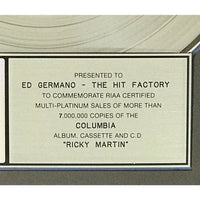 PRESENTED TO
ED GERMANO - THE HIT FACTORY
TO COMMEMORATE RIAA CERTIFIED
MULTI-PLATINUM SALES OF MORE THAN
7,000,000 COPIES OF THE
COLUMBIA
ALBUM, CASSETTE AND C.D.
"RICKY MARTIN"